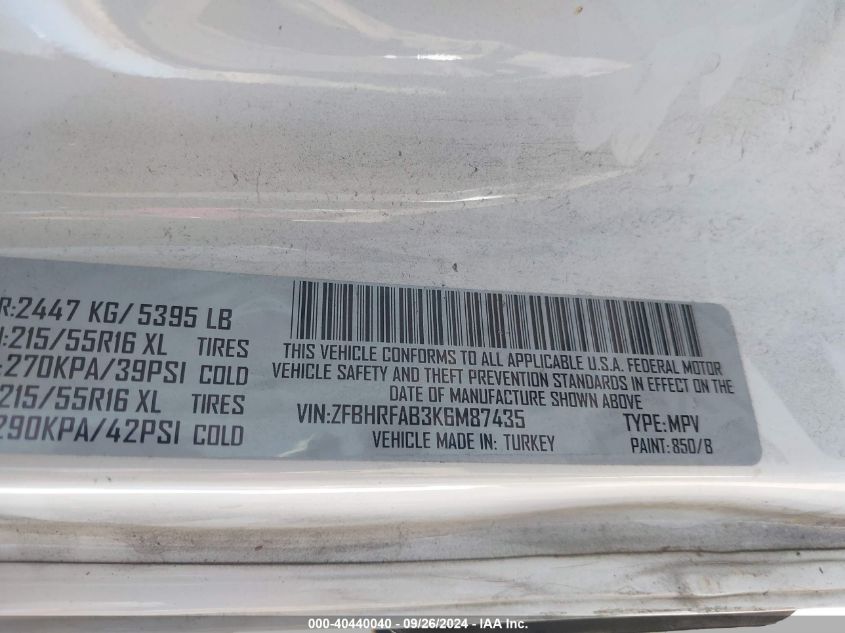 R:2447 KG/ 5395 LB
:215/55R16 XL TIRES
:270KPA/39PSI COLD
215/55R16 XL TIRES
290KPA/42PSI COLD
THIS VEHICLE CONFORMS TO ALL APPLICABLE U.S.A. FEDERAL MOTOR
VEHICLE SAFETY AND THEFT PREVENTION STANDARDS IN EFFECT ON THE
DATE OF MANUFACTURE SHOWN ABOVE
VIN:ZFBHRFAB3K6M87435 TYPE:MPV
VEHICLE MADE IN: TURKEY PAINT: 850/B
000-40440040 - 09/26/2024 - IAA Inc.